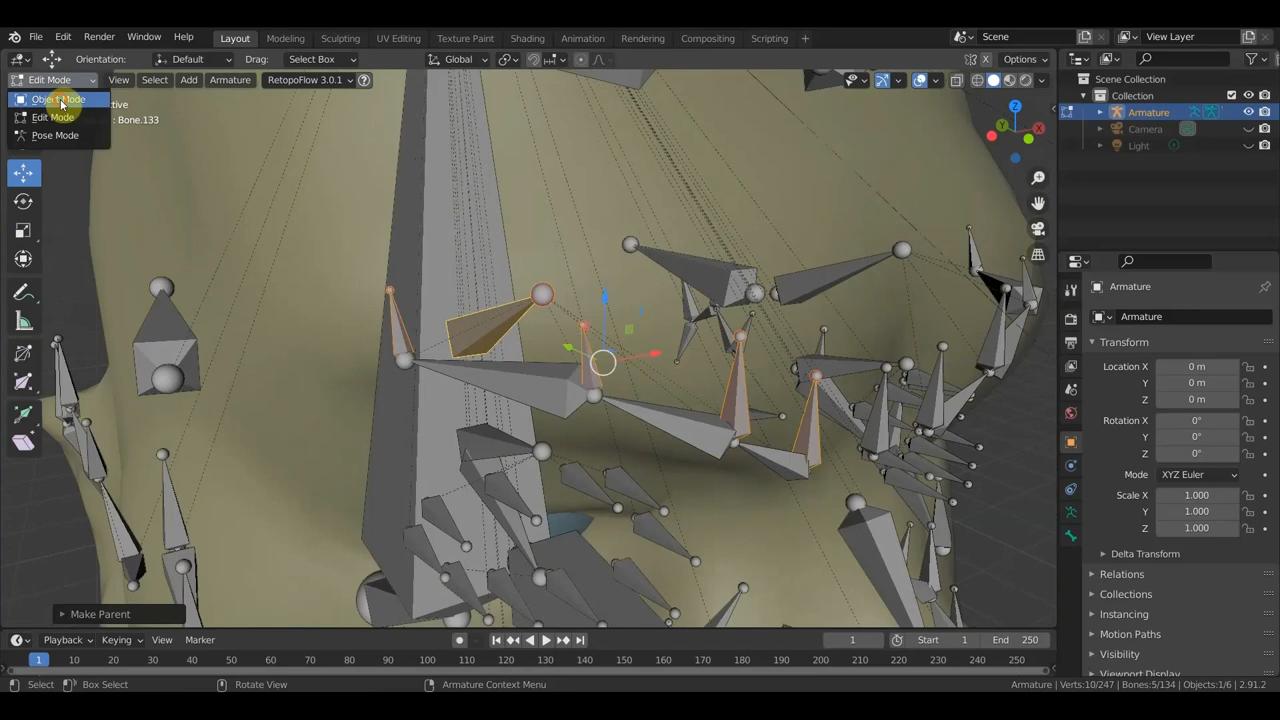 File Edit Render Window Help Layout Modeling Sculpting UV Editing Texture Paint Shading Animation Rendering Compositing Scripting + Scene View Layer
Orientation: Default Drag: Select Box Global Options
Edit Mode View Select Add Armature RetopoFlow 3.0.1
Object Mode
Edit Mode
Pose Mode
: Bone.133
Scene Collection
Collection
Armature
Camera
Light
Armature
Armature
Transform
Location X 0 m
Y 0 m
Z 0 m
Rotation X 0°
Y 0°
Z 0°
Mode XYZ Euler
Scale X 1.000
Y 1.000
Z 1.000
Delta Transform
Relations
Collections
Instancing
Motion Paths
Visibility
Viewport Display
Z
X
Y
Make Parent
Playback Keying View Marker 1 Start 1 End 250
1 10 20 30 40 50 60 70 80 90 100 110 120 130 140 150 160 170 180 190 200 210 220 230 240 250
Select Box Select Rotate View Armature Context Menu Armature | Verts:10/247 | Bones:5/134 | Objects:1/6 | 2.91.2